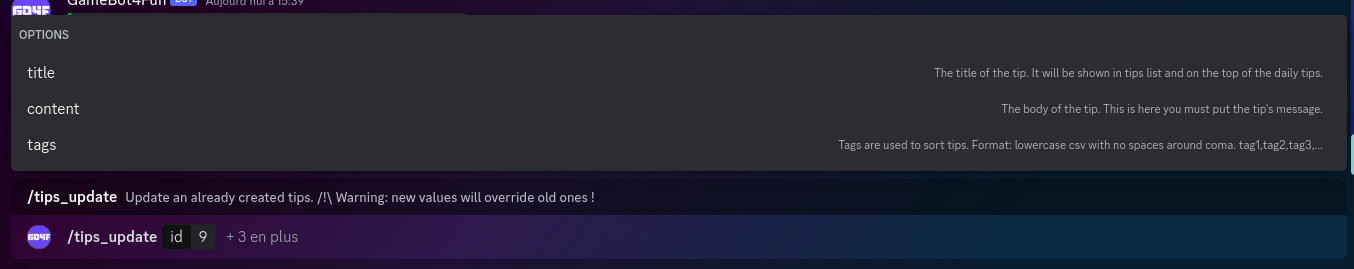 GameBot4Fun BOT Aujourd'hui à 15:39
OPTIONS
title The title of the tip. It will be shown in tips list and on the top of the daily tips.
content The body of the tip. This is here you must put the tip's message.
tags Tags are used to sort tips. Format: lowercase csv with no spaces around coma. tag1,tag2,tag3,...
/tips_update Update an already created tips. /!\ Warning: new values will override old ones !
GD4F /tips_update id 9 + 3 en plus